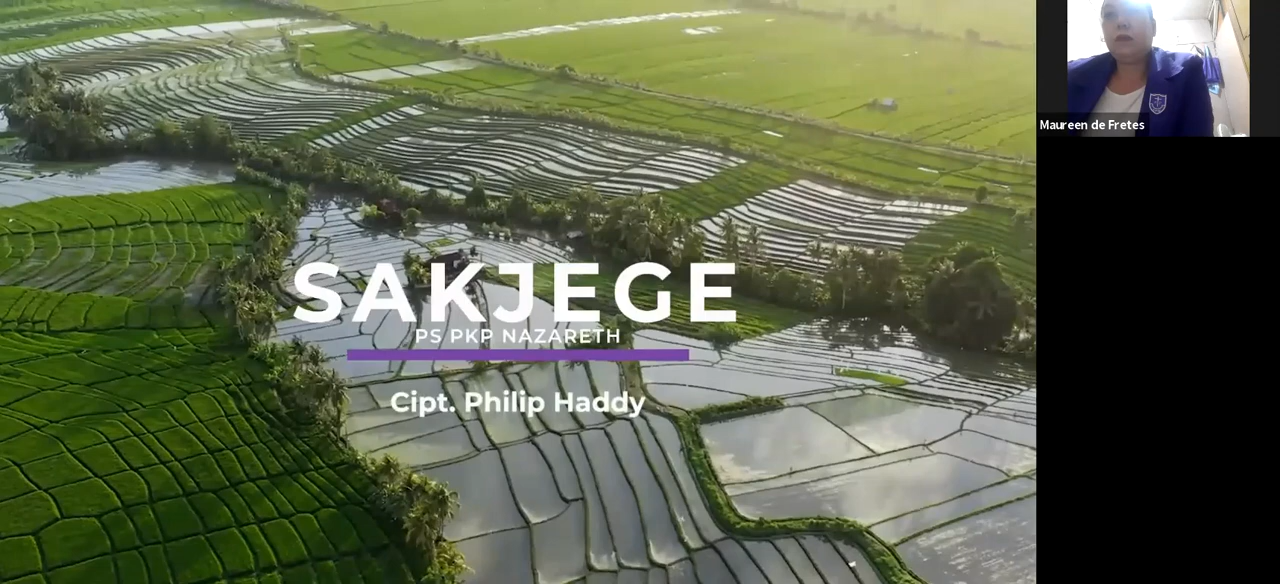 SAKJEGE
PS PKP NAZARETH
Cipt. Philip Haddy
Maureen de Fretes